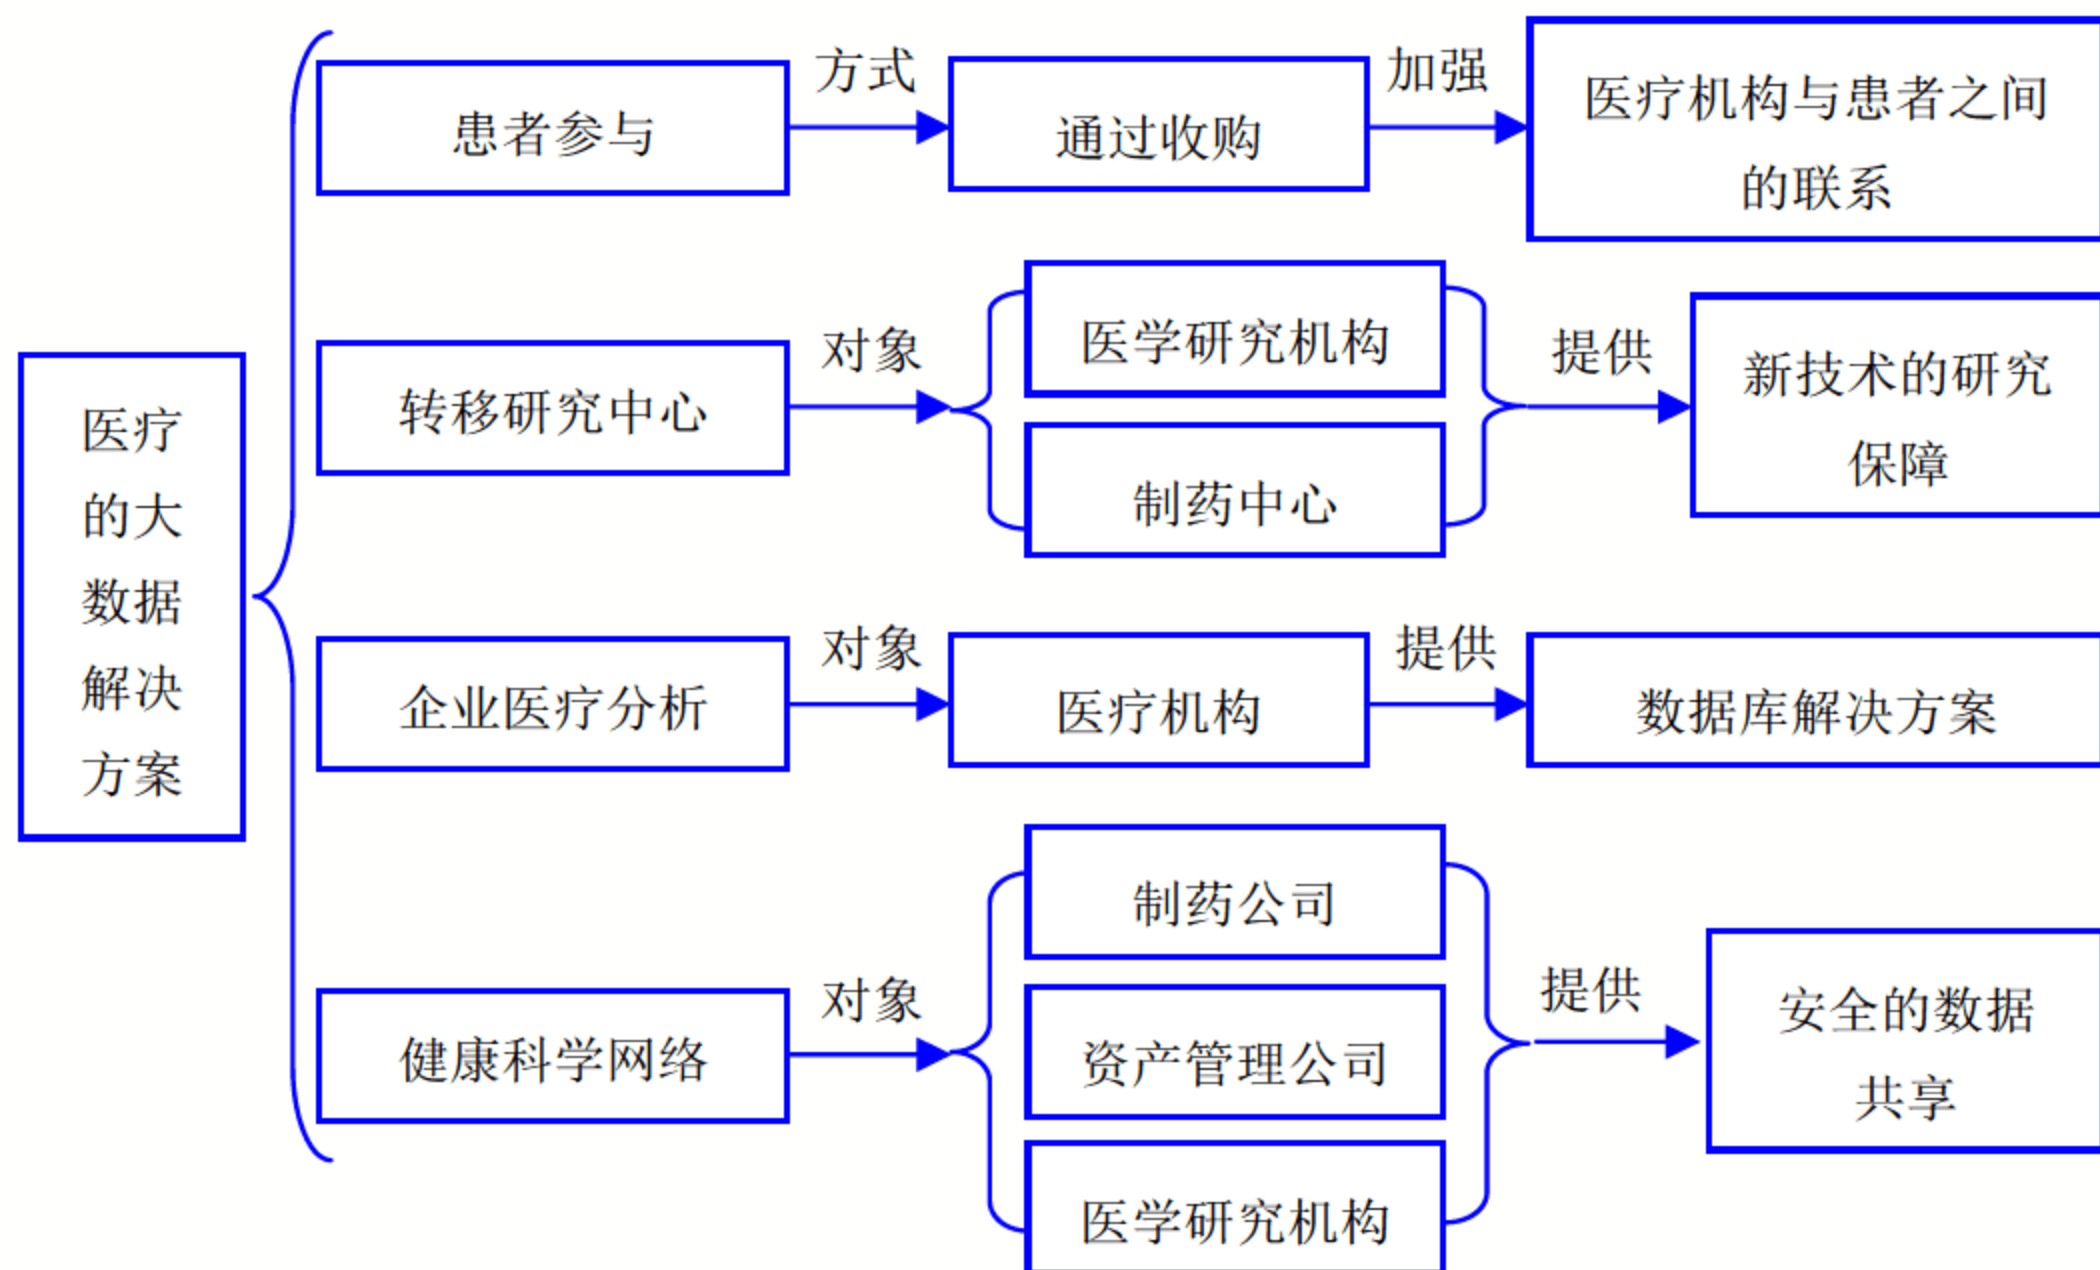 医疗
的大
数据
解决
方案
患者参与
方式
通过收购
加强
医疗机构与患者之间
的联系
转移研究中心
对象
医学研究机构
制药中心
提供
新技术的研究
保障
企业医疗分析
对象
医疗机构
提供
数据库解决方案
健康科学网络
对象
制药公司
资产管理公司
医学研究机构
提供
安全的数据
共享